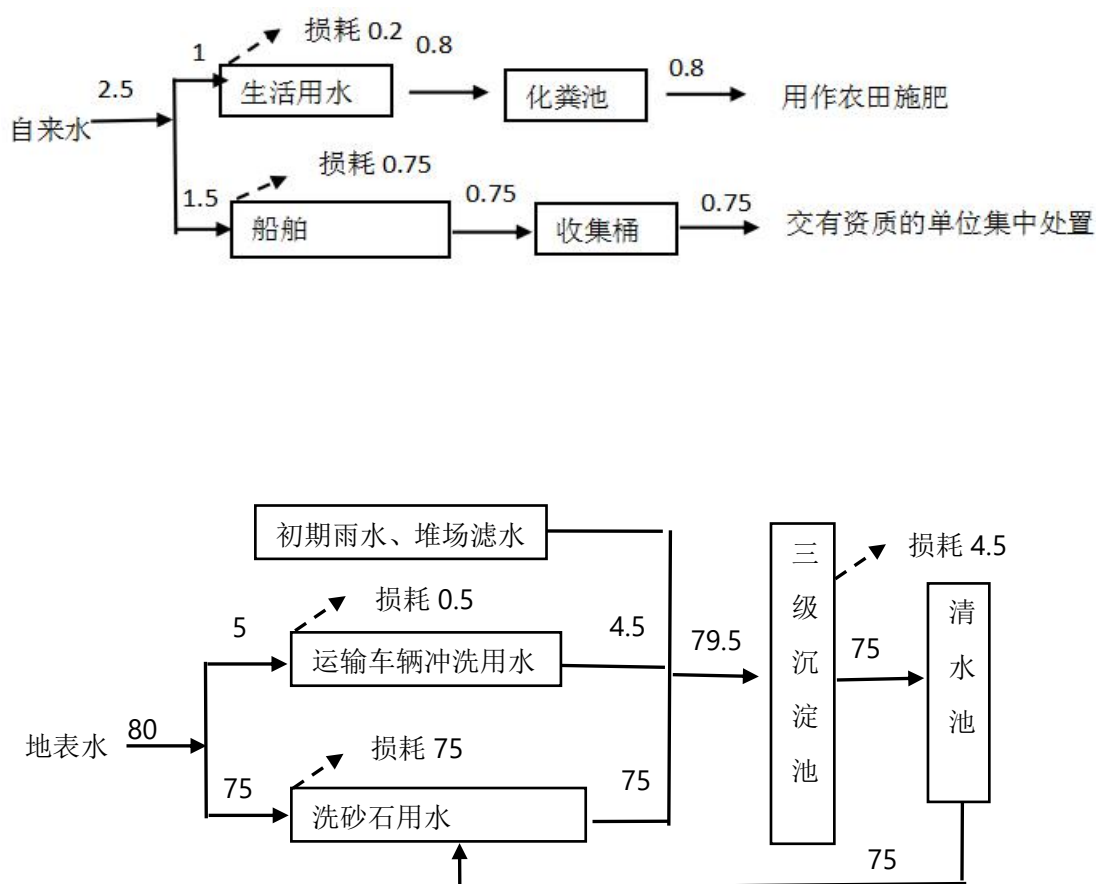 损耗 0.2
1
0.8
0.8
2.5
生活用水
化粪池
用作农田施肥
自来水
损耗 0.75
1.5
0.75
0.75
船舶
收集桶
交有资质的单位集中处置
初期雨水、堆场滤水
三级沉淀池
损耗 4.5
损耗 0.5
清水池
5
4.5
79.5
75
运输车辆冲洗用水
地表水
80
损耗 75
75
75
洗砂石用水
75